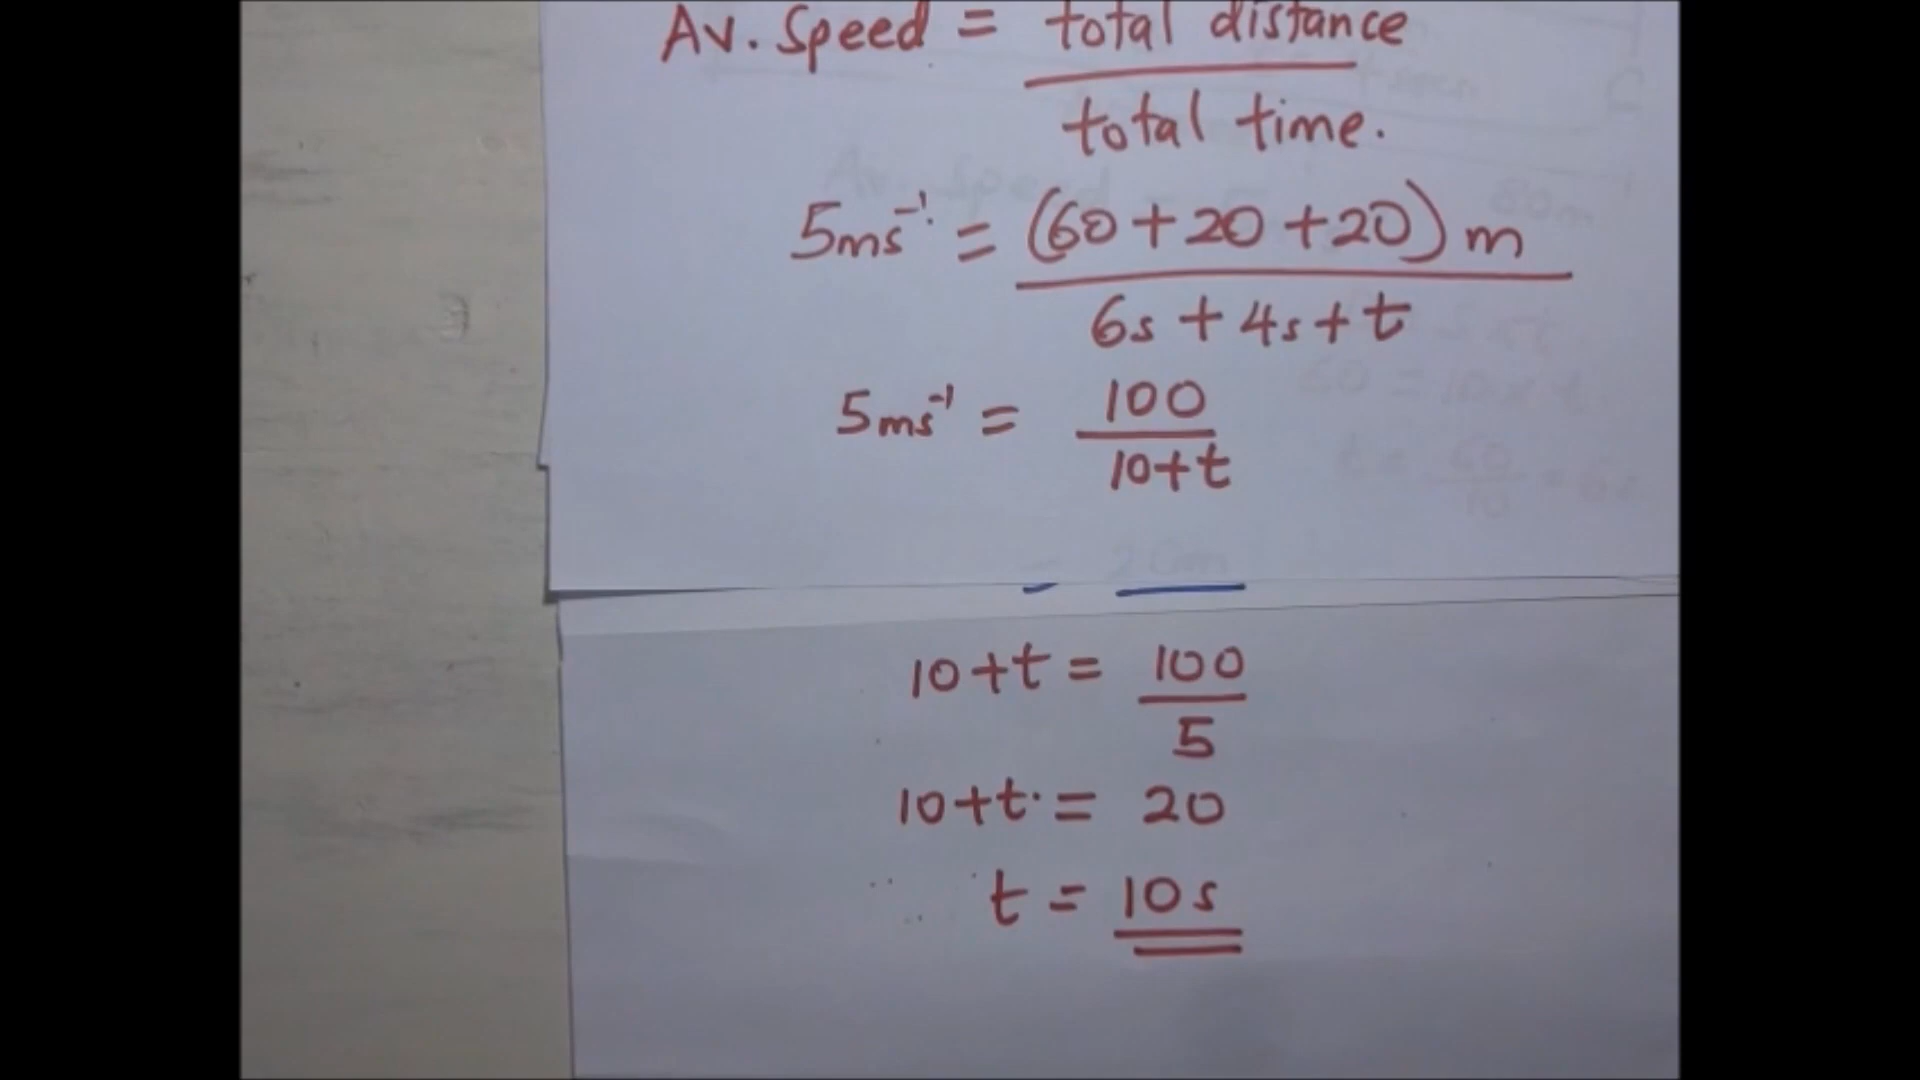 Av. Speed = total distance
total time.
5ms⁻¹ = (60+20+20) m
6s + 4s + t
5ms⁻¹ = 100
10+t
10+t = 100
5
10+t = 20
t = 10s